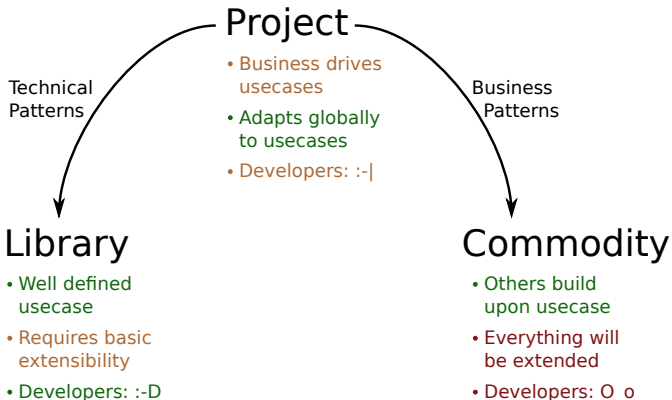 Project
• Business drives
usecases
• Adapts globally
to usecases
• Developers: :-|
Technical
Patterns
Business
Patterns
Library
• Well defined
usecase
• Requires basic
extensibility
• Developers: :-D
Commodity
• Others build
upon usecase
• Everything will
be extended
• Developers: O_o